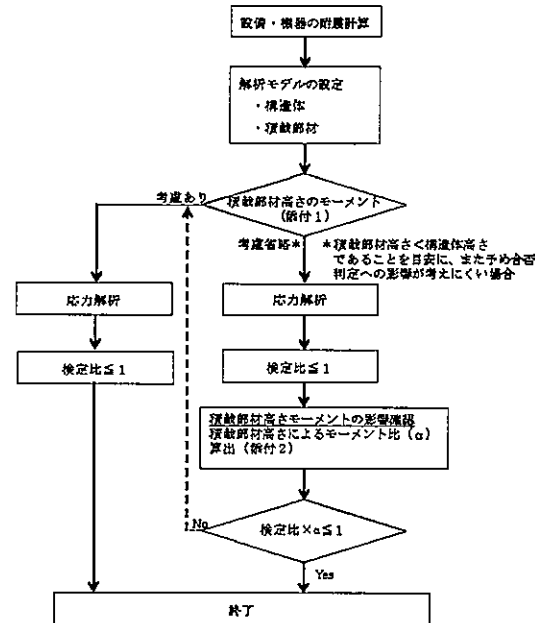 設備・機器の耐震計算
解析モデルの設定
・構造体
・積載部材
考慮あり
積載部材高さのモーメント
(添付1)
考慮省略*
*積載部材高さ<構造体高さ
であることを目安に、また予め合否
判定への影響が考えにくい場合
応力解析
応力解析
検定比≦1
検定比≦1
積載部材高さモーメントの影響確認
積載部材高さによるモーメント比(α)
算出(添付2)
No
検定比×α≦1
Yes
終了